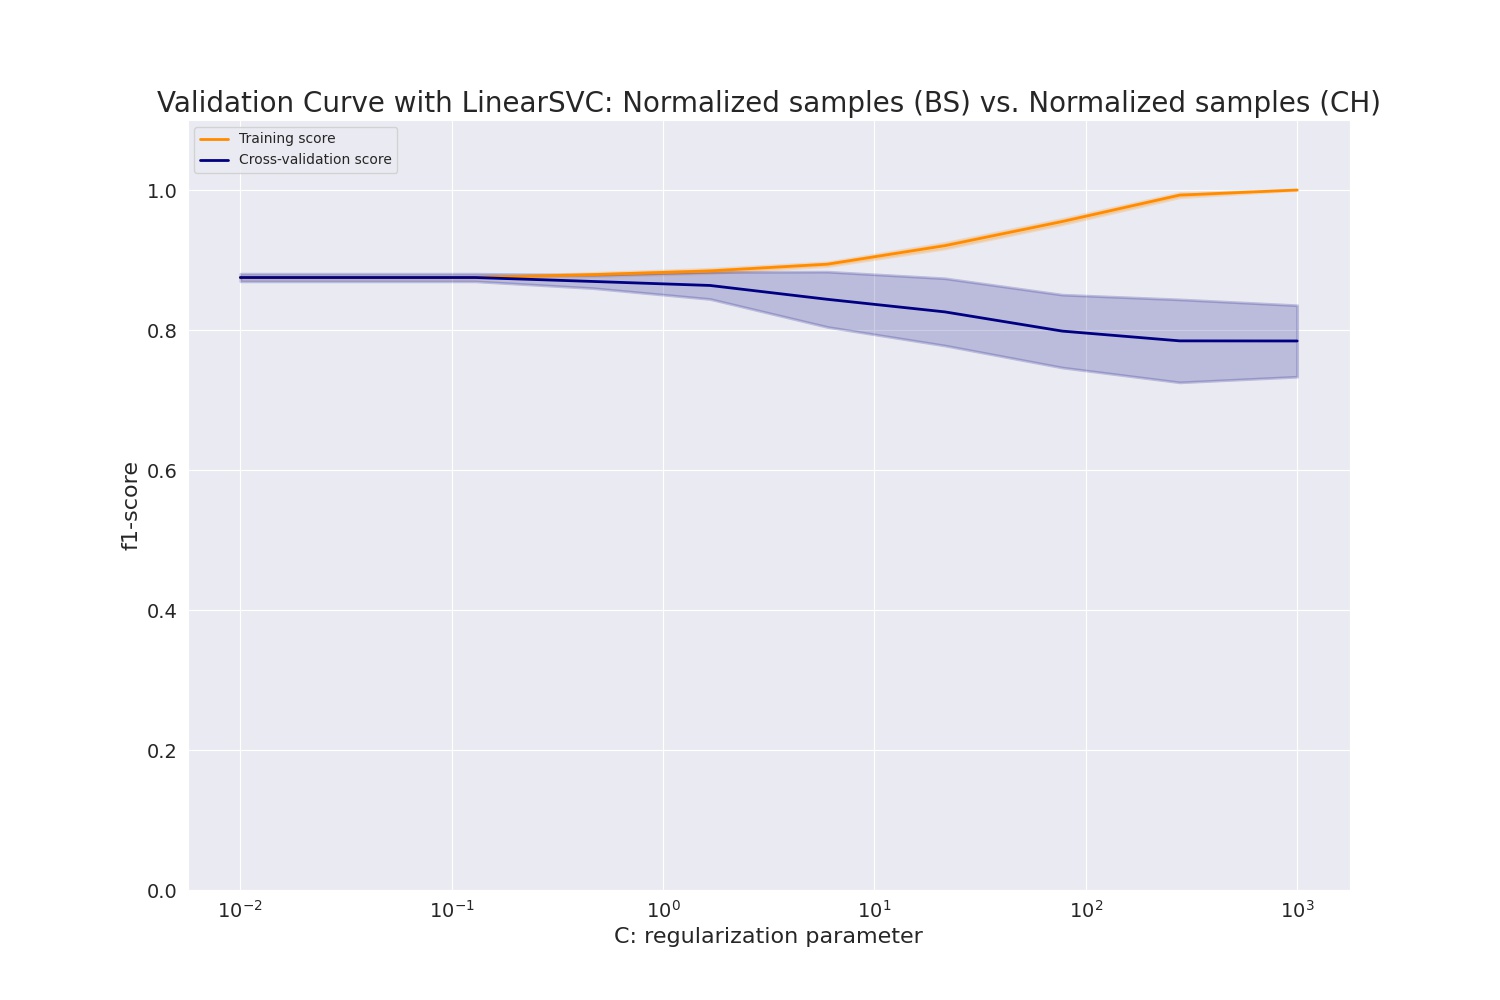 Validation Curve with LinearSVC: Normalized samples (BS) vs. Normalized samples (CH)
Training score
Cross-validation score
1.0
0.8
0.6
0.4
0.2
0.0
f1-score
10⁻² 10⁻¹ 10⁰ 10¹ 10² 10³
C: regularization parameter